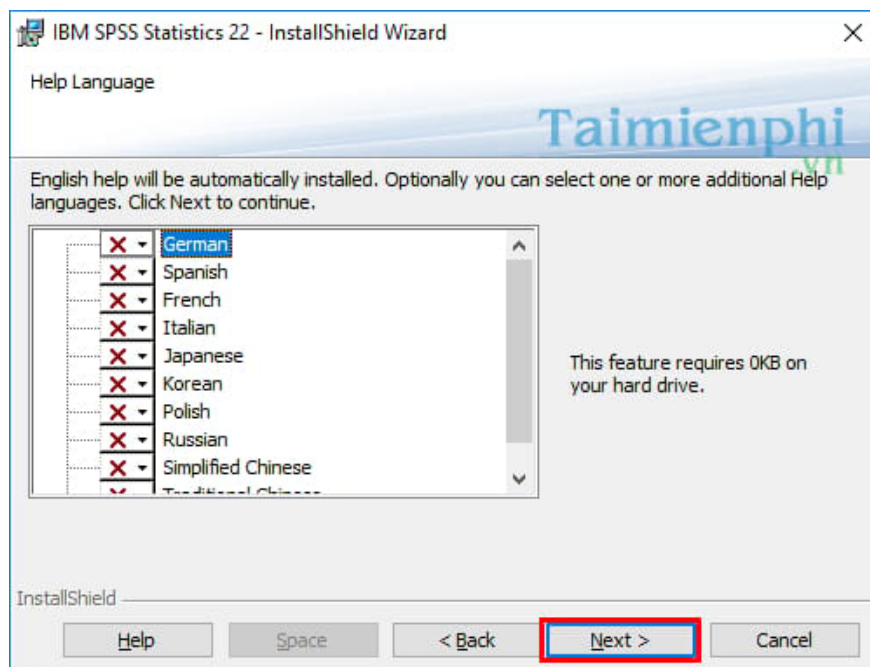 IBM SPSS Statistics 22 - InstallShield Wizard
Help Language
Taimienphi
.vn
English help will be automatically installed. Optionally you can select one or more additional Help
languages. Click Next to continue.
German
Spanish
French
Italian
Japanese
Korean
Polish
Russian
Simplified Chinese
Traditional Chinese
This feature requires 0KB on
your hard drive.
InstallShield
Help
Space
< Back
Next >
Cancel